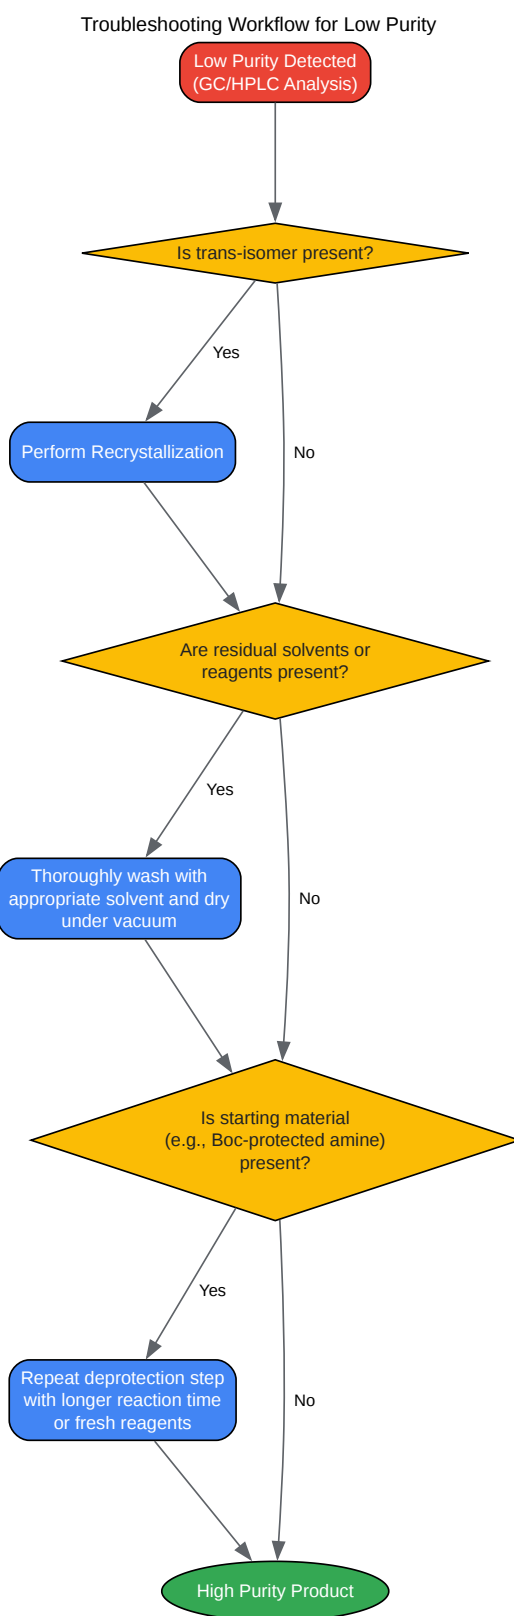 Troubleshooting Workflow for Low Purity
Low Purity Detected
(GC/HPLC Analysis)
Is trans-isomer present?
Yes
Perform Recrystallization
No
Are residual solvents or
reagents present?
Yes
Thoroughly wash with
appropriate solvent and dry
under vacuum
No
Is starting material
(e.g., Boc-protected amine)
present?
Yes
Repeat deprotection step
with longer reaction time
or fresh reagents
No
High Purity Product